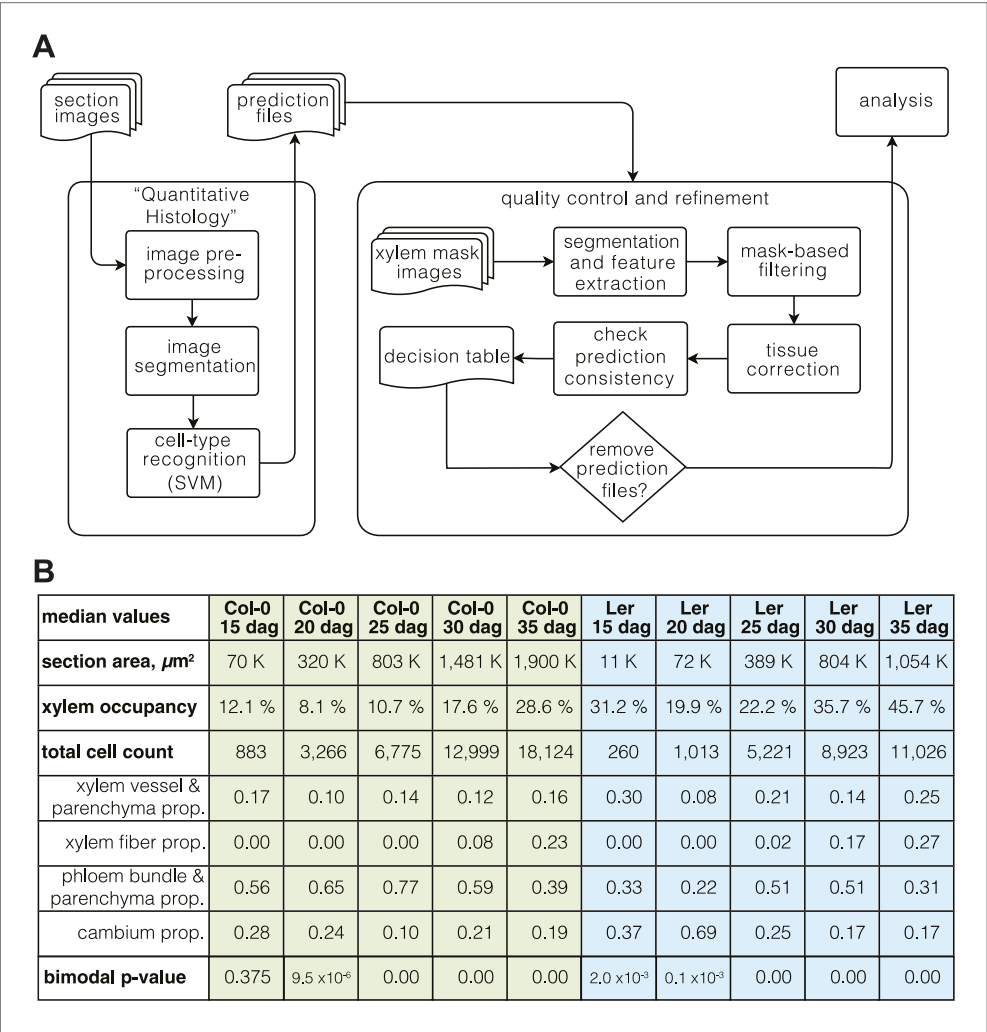 A
section
images
prediction
files
analysis
"Quantitative
Histology"
image pre-
processing
image
segmentation
cell-type
recognition
(SVM)
quality control and refinement
xylem mask
images
segmentation
and feature
extraction
mask-based
filtering
decision table
check
prediction
consistency
tissue
correction
remove
prediction
files?
B
median values Col-0 15 dag Col-0 20 dag Col-0 25 dag Col-0 30 dag Col-0 35 dag Ler 15 dag Ler 20 dag Ler 25 dag Ler 30 dag Ler 35 dag
section area, µm² 70 K 320 K 803 K 1,481 K 1,900 K 11 K 72 K 389 K 804 K 1,054 K
xylem occupancy 12.1 % 8.1 % 10.7 % 17.6 % 28.6 % 31.2 % 19.9 % 22.2 % 35.7 % 45.7 %
total cell count 883 3,266 6,775 12,999 18,124 260 1,013 5,221 8,923 11,026
xylem vessel &
parenchyma prop. 0.17 0.10 0.14 0.12 0.16 0.30 0.08 0.21 0.14 0.25
xylem fiber prop. 0.00 0.00 0.00 0.08 0.23 0.00 0.00 0.02 0.17 0.27
phloem bundle &
parenchyma prop. 0.56 0.65 0.77 0.59 0.39 0.33 0.22 0.51 0.51 0.31
cambium prop. 0.28 0.24 0.10 0.21 0.19 0.37 0.69 0.25 0.17 0.17
bimodal p-value 0.375 9.5 x10⁻⁶ 0.00 0.00 0.00 2.0 x10⁻³ 0.1 x10⁻³ 0.00 0.00 0.00